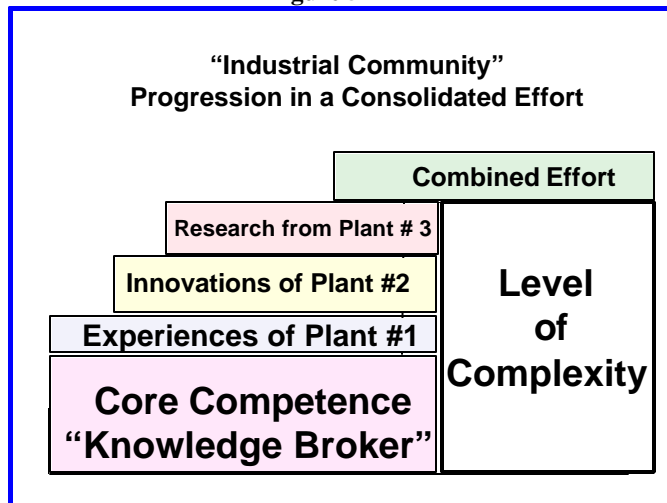 “Industrial Community”
Progression in a Consolidated Effort
Combined Effort
Research from Plant # 3
Innovations of Plant #2
Experiences of Plant #1
Core Competence
“Knowledge Broker”
Level
of
Complexity